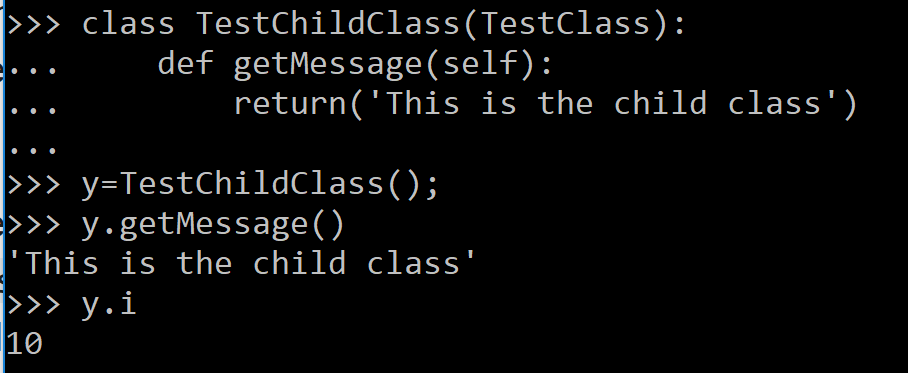 >>> class TestChildClass(TestClass):
...     def getMessage(self):
...         return('This is the child class')
...
>>> y=TestChildClass();
>>> y.getMessage()
'This is the child class'
>>> y.i
10